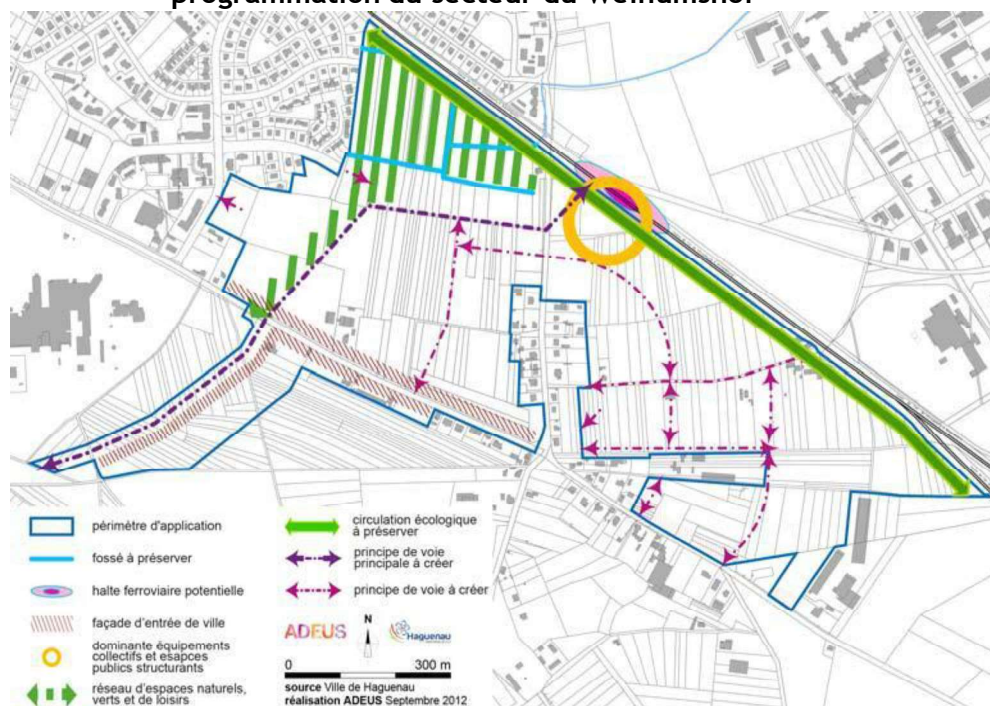 programmation du secteur du Weinumshof
périmètre d'application
fossé à préserver
halte ferroviaire potentielle
façade d'entrée de ville
dominante équipements
collectifs et esapces
publics structurants
réseau d'espaces naturels,
verts et de loisirs
circulation écologique
à préserver
principe de voie
principale à créer
principe de voie à créer
ADEUS
N
Haguenau
0 300 m
source Ville de Haguenau
réalisation ADEUS Septembre 2012